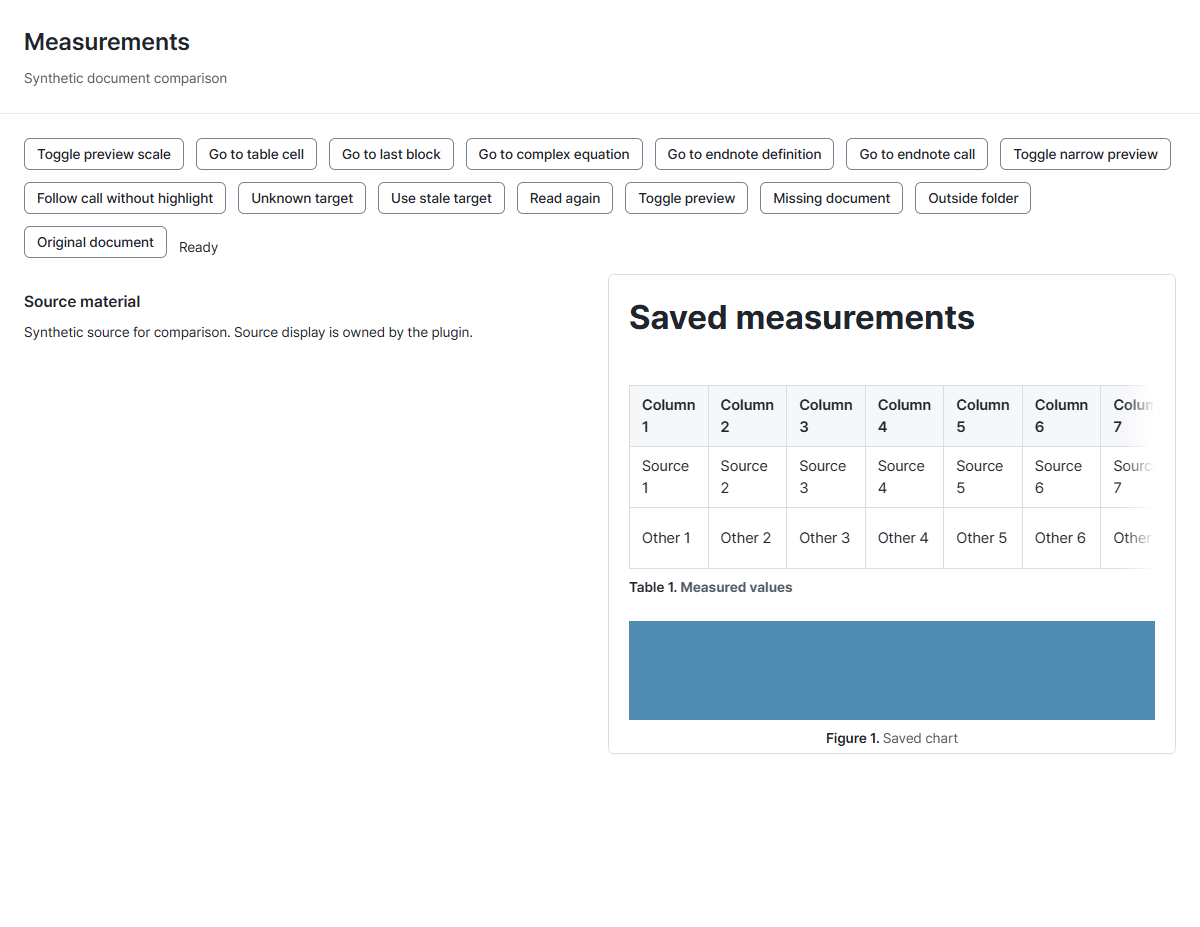 Measurements
Synthetic document comparison
Toggle preview scale Go to table cell Go to last block Go to complex equation Go to endnote definition Go to endnote call Toggle narrow preview
Follow call without highlight Unknown target Use stale target Read again Toggle preview Missing document Outside folder
Original document Ready
Source material
Synthetic source for comparison. Source display is owned by the plugin.
Saved measurements
Column Column Column Column Column Column
1 2 3 4 5 6 7
Source Source Source Source Source Source
1 2 3 4 5 6 7
Other 1 Other 2 Other 3 Other 4 Other 5 Other 6 Other
Table 1. Measured values
Figure 1. Saved chart